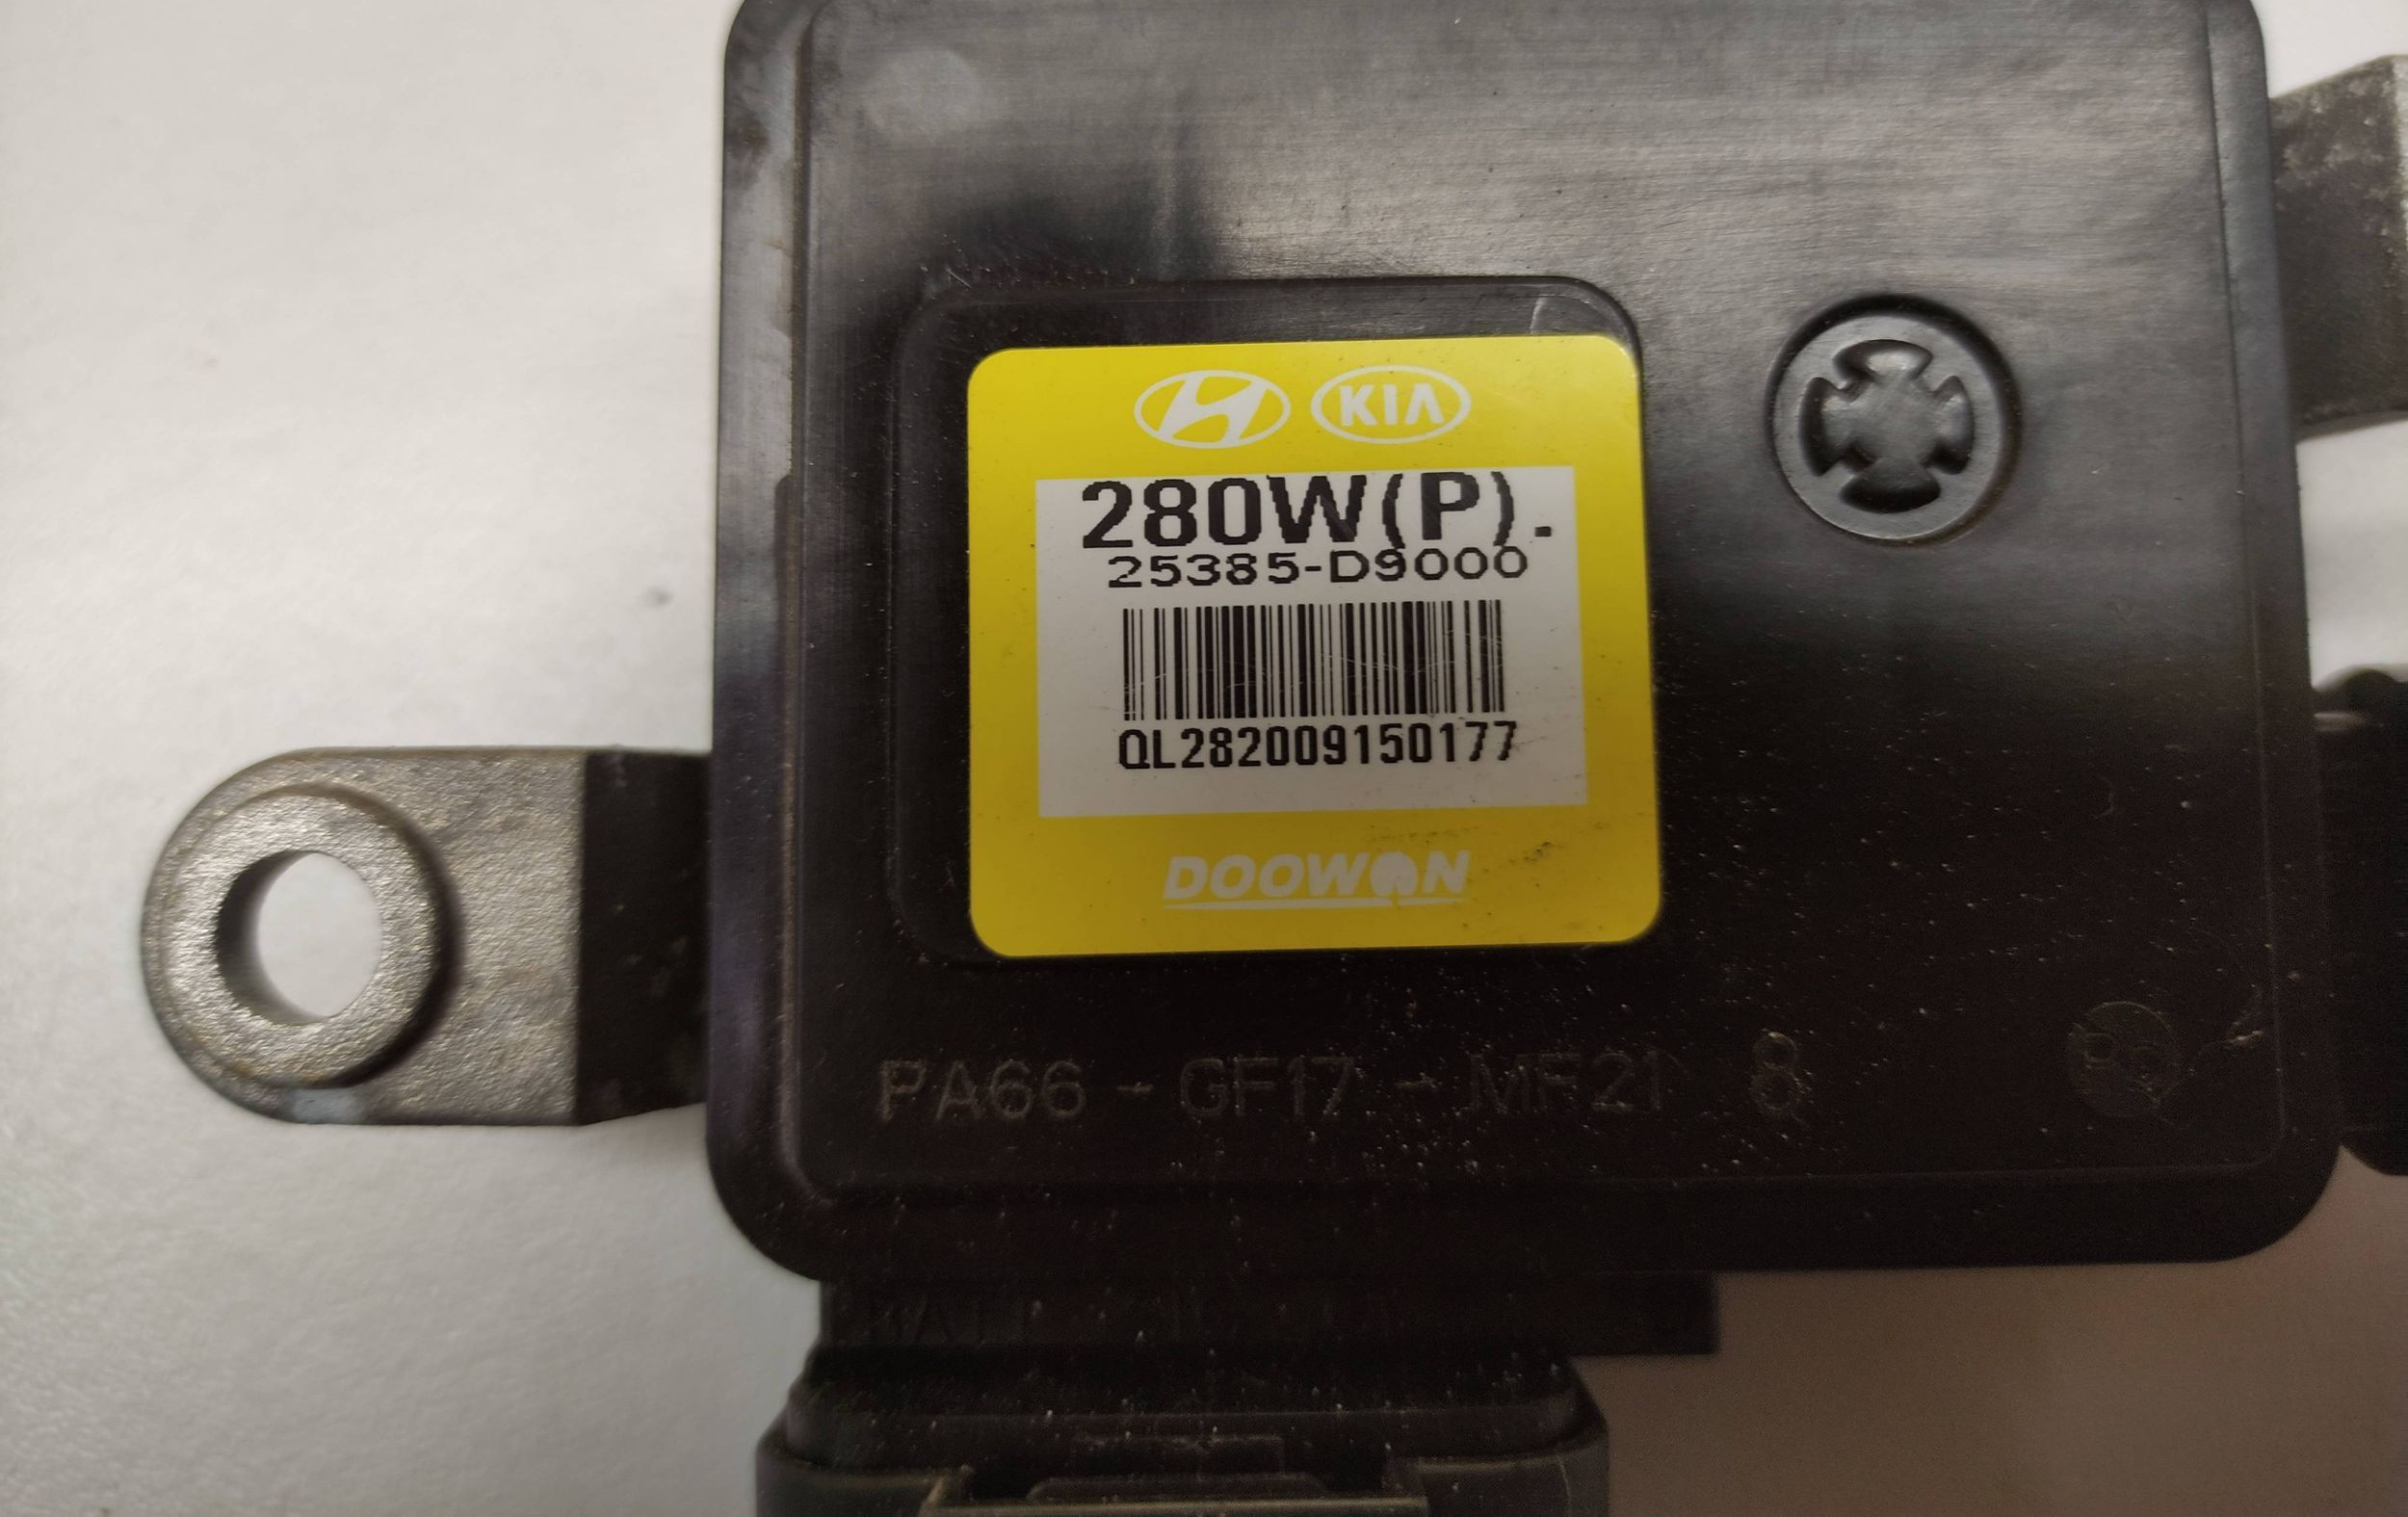 KIA
280W(P).
25385-D9000
QL282009150177
DOOWON
PA66 - GF17 - MF21 8